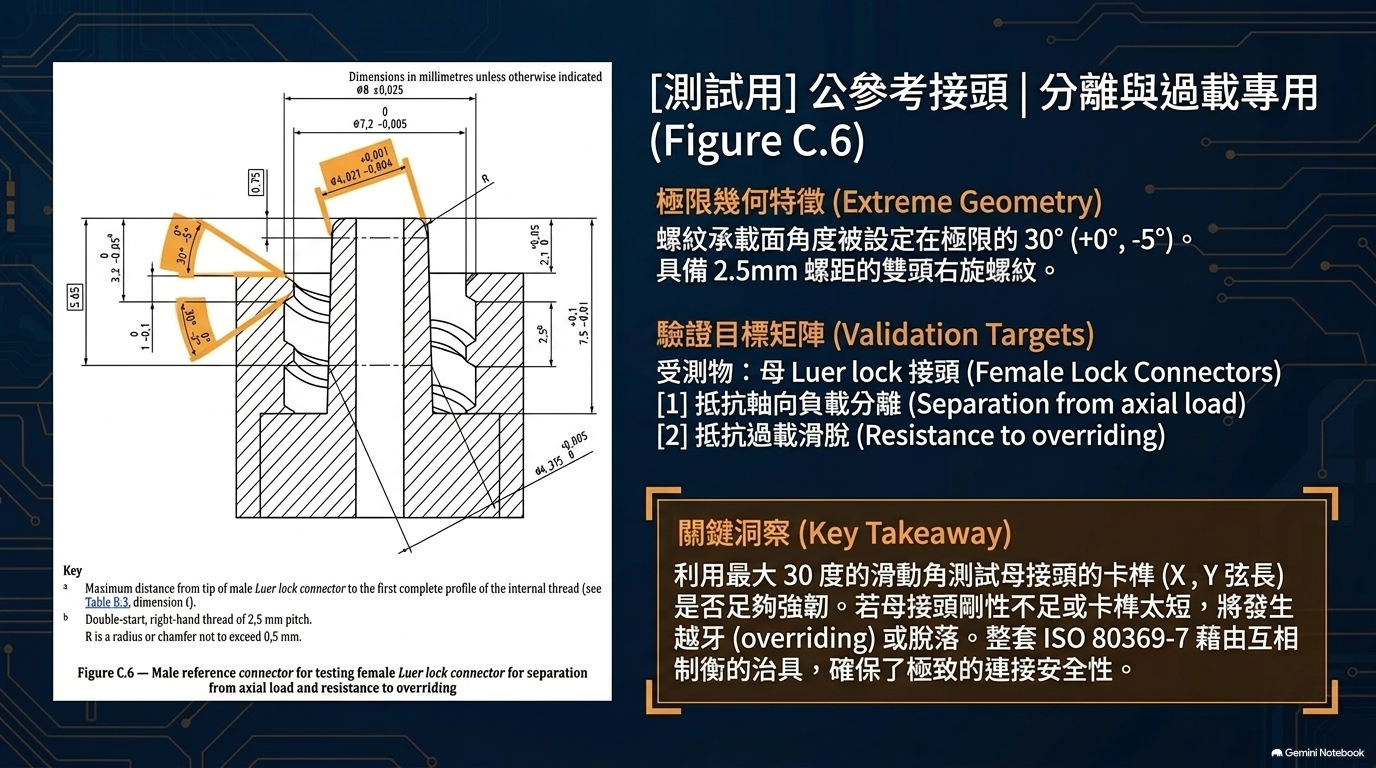 Dimensions in millimetres unless otherwise indicated
ø8 ±0,025
0
ø7,2 -0,005
+0,001
ø4,021 -0,004
0,75
R
0°
30° -5°
0
3,2 -0,05ª
5,65
0
1 -0,1
30° -5°
0°
+0,05
2,1 0
2,5ᵇ
+0,1
7,5 -0,01
+0,005
ø4,315 0
Key
a Maximum distance from tip of male Luer lock connector to the first complete profile of the internal thread (see
Table B.3, dimension ().
b Double-start, right-hand thread of 2,5 mm pitch.
R is a radius or chamfer not to exceed 0,5 mm.
Figure C.6 — Male reference connector for testing female Luer lock connector for separation
from axial load and resistance to overriding
[測試用] 公參考接頭 | 分離與過載專用
(Figure C.6)
極限幾何特徵 (Extreme Geometry)
螺紋承載面角度被設定在極限的 30° (+0°, -5°)。
具備 2.5mm 螺距的雙頭右旋螺紋。
驗證目標矩陣 (Validation Targets)
受測物：母 Luer lock 接頭 (Female Lock Connectors)
[1] 抵抗軸向負載分離 (Separation from axial load)
[2] 抵抗過載滑脫 (Resistance to overriding)
關鍵洞察 (Key Takeaway)
利用最大 30 度的滑動角測試母接頭的卡榫 (X , Y 弦長)
是否足夠強韌。若母接頭剛性不足或卡榫太短，將發生
越牙 (overriding) 或脫落。整套 ISO 80369-7 藉由互相
制衡的治具，確保了極致的連接安全性。
Gemini Notebook